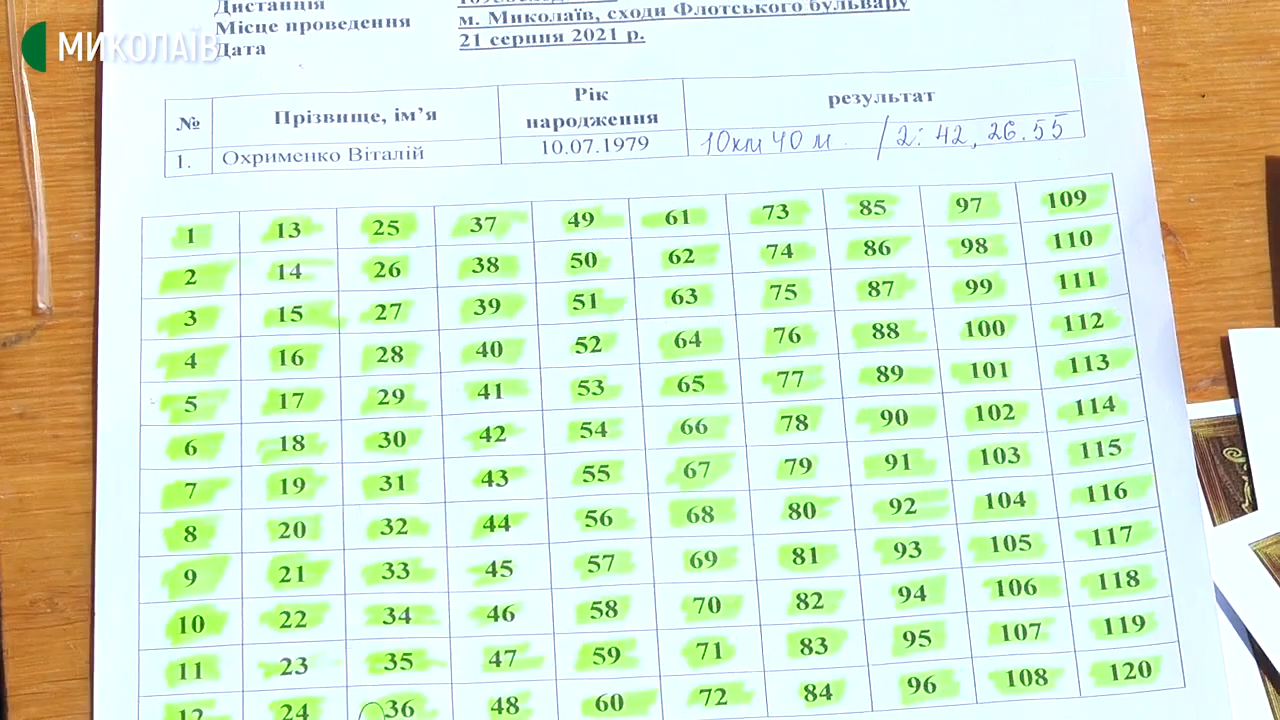 МИКОЛАЇВ
Дистанція
Місце проведення м. Миколаїв, сходи Флотського бульвару
Дата 21 серпня 2021 р.
№ Прізвище, ім’я Рік народження результат
1. Охрименко Віталій 10.07.1979 10км 40 м. / 2:42,26.55
1 13 25 37 49 61 73 85 97 109
2 14 26 38 50 62 74 86 98 110
3 15 27 39 51 63 75 87 99 111
4 16 28 40 52 64 76 88 100 112
5 17 29 41 53 65 77 89 101 113
6 18 30 42 54 66 78 90 102 114
7 19 31 43 55 67 79 91 103 115
8 20 32 44 56 68 80 92 104 116
9 21 33 45 57 69 81 93 105 117
10 22 34 46 58 70 82 94 106 118
11 23 35 47 59 71 83 95 107 119
12 24 36 48 60 72 84 96 108 120